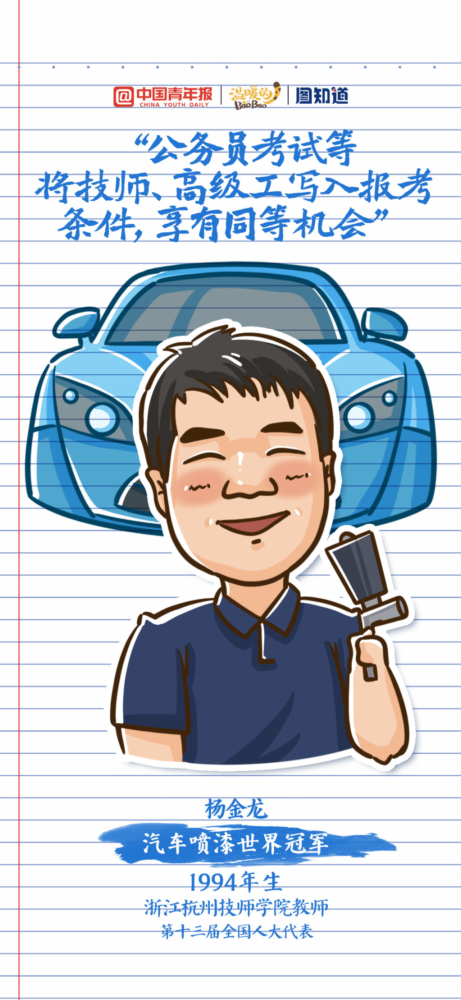 中国青年报
CHINA YOUTH DAILY
温暖的
BaoBao
图知道
“公务员考试等
将技师、高级工写入报考
条件，享有同等机会”
杨金龙
汽车喷漆世界冠军
1994年生
浙江杭州技师学院教师
第十三届全国人大代表